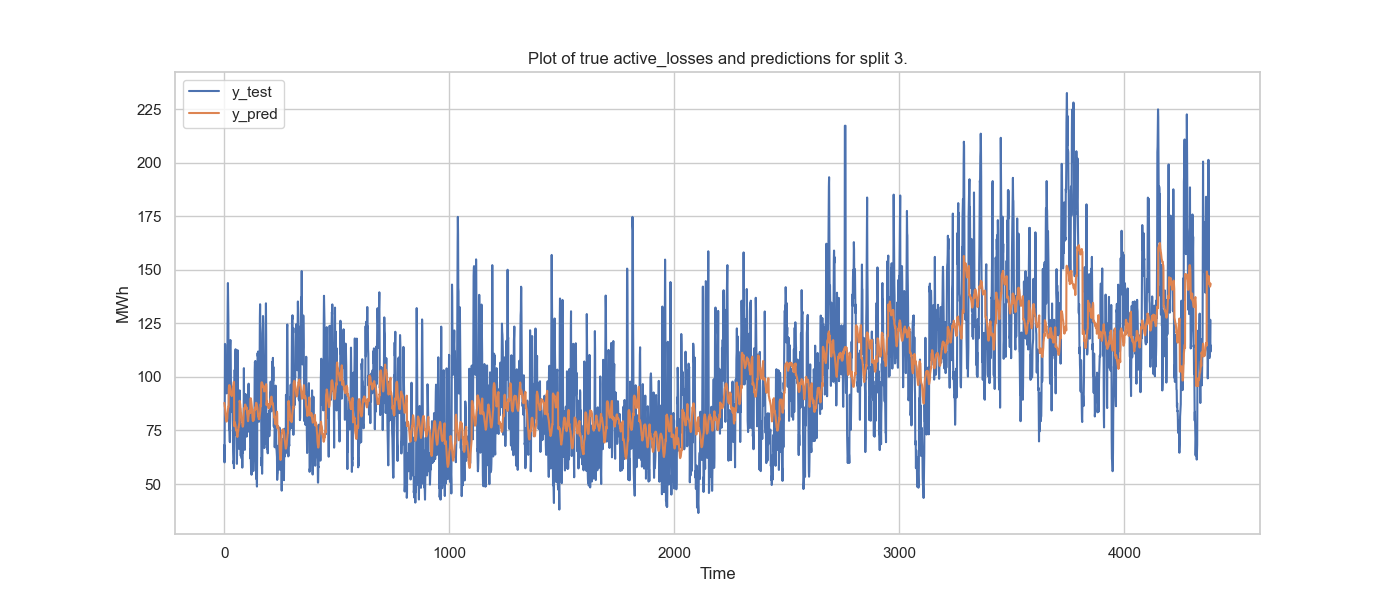 Plot of true active_losses and predictions for split 3.
y_test
y_pred
MWh
225
200
175
150
125
100
75
50
0 1000 2000 3000 4000
Time